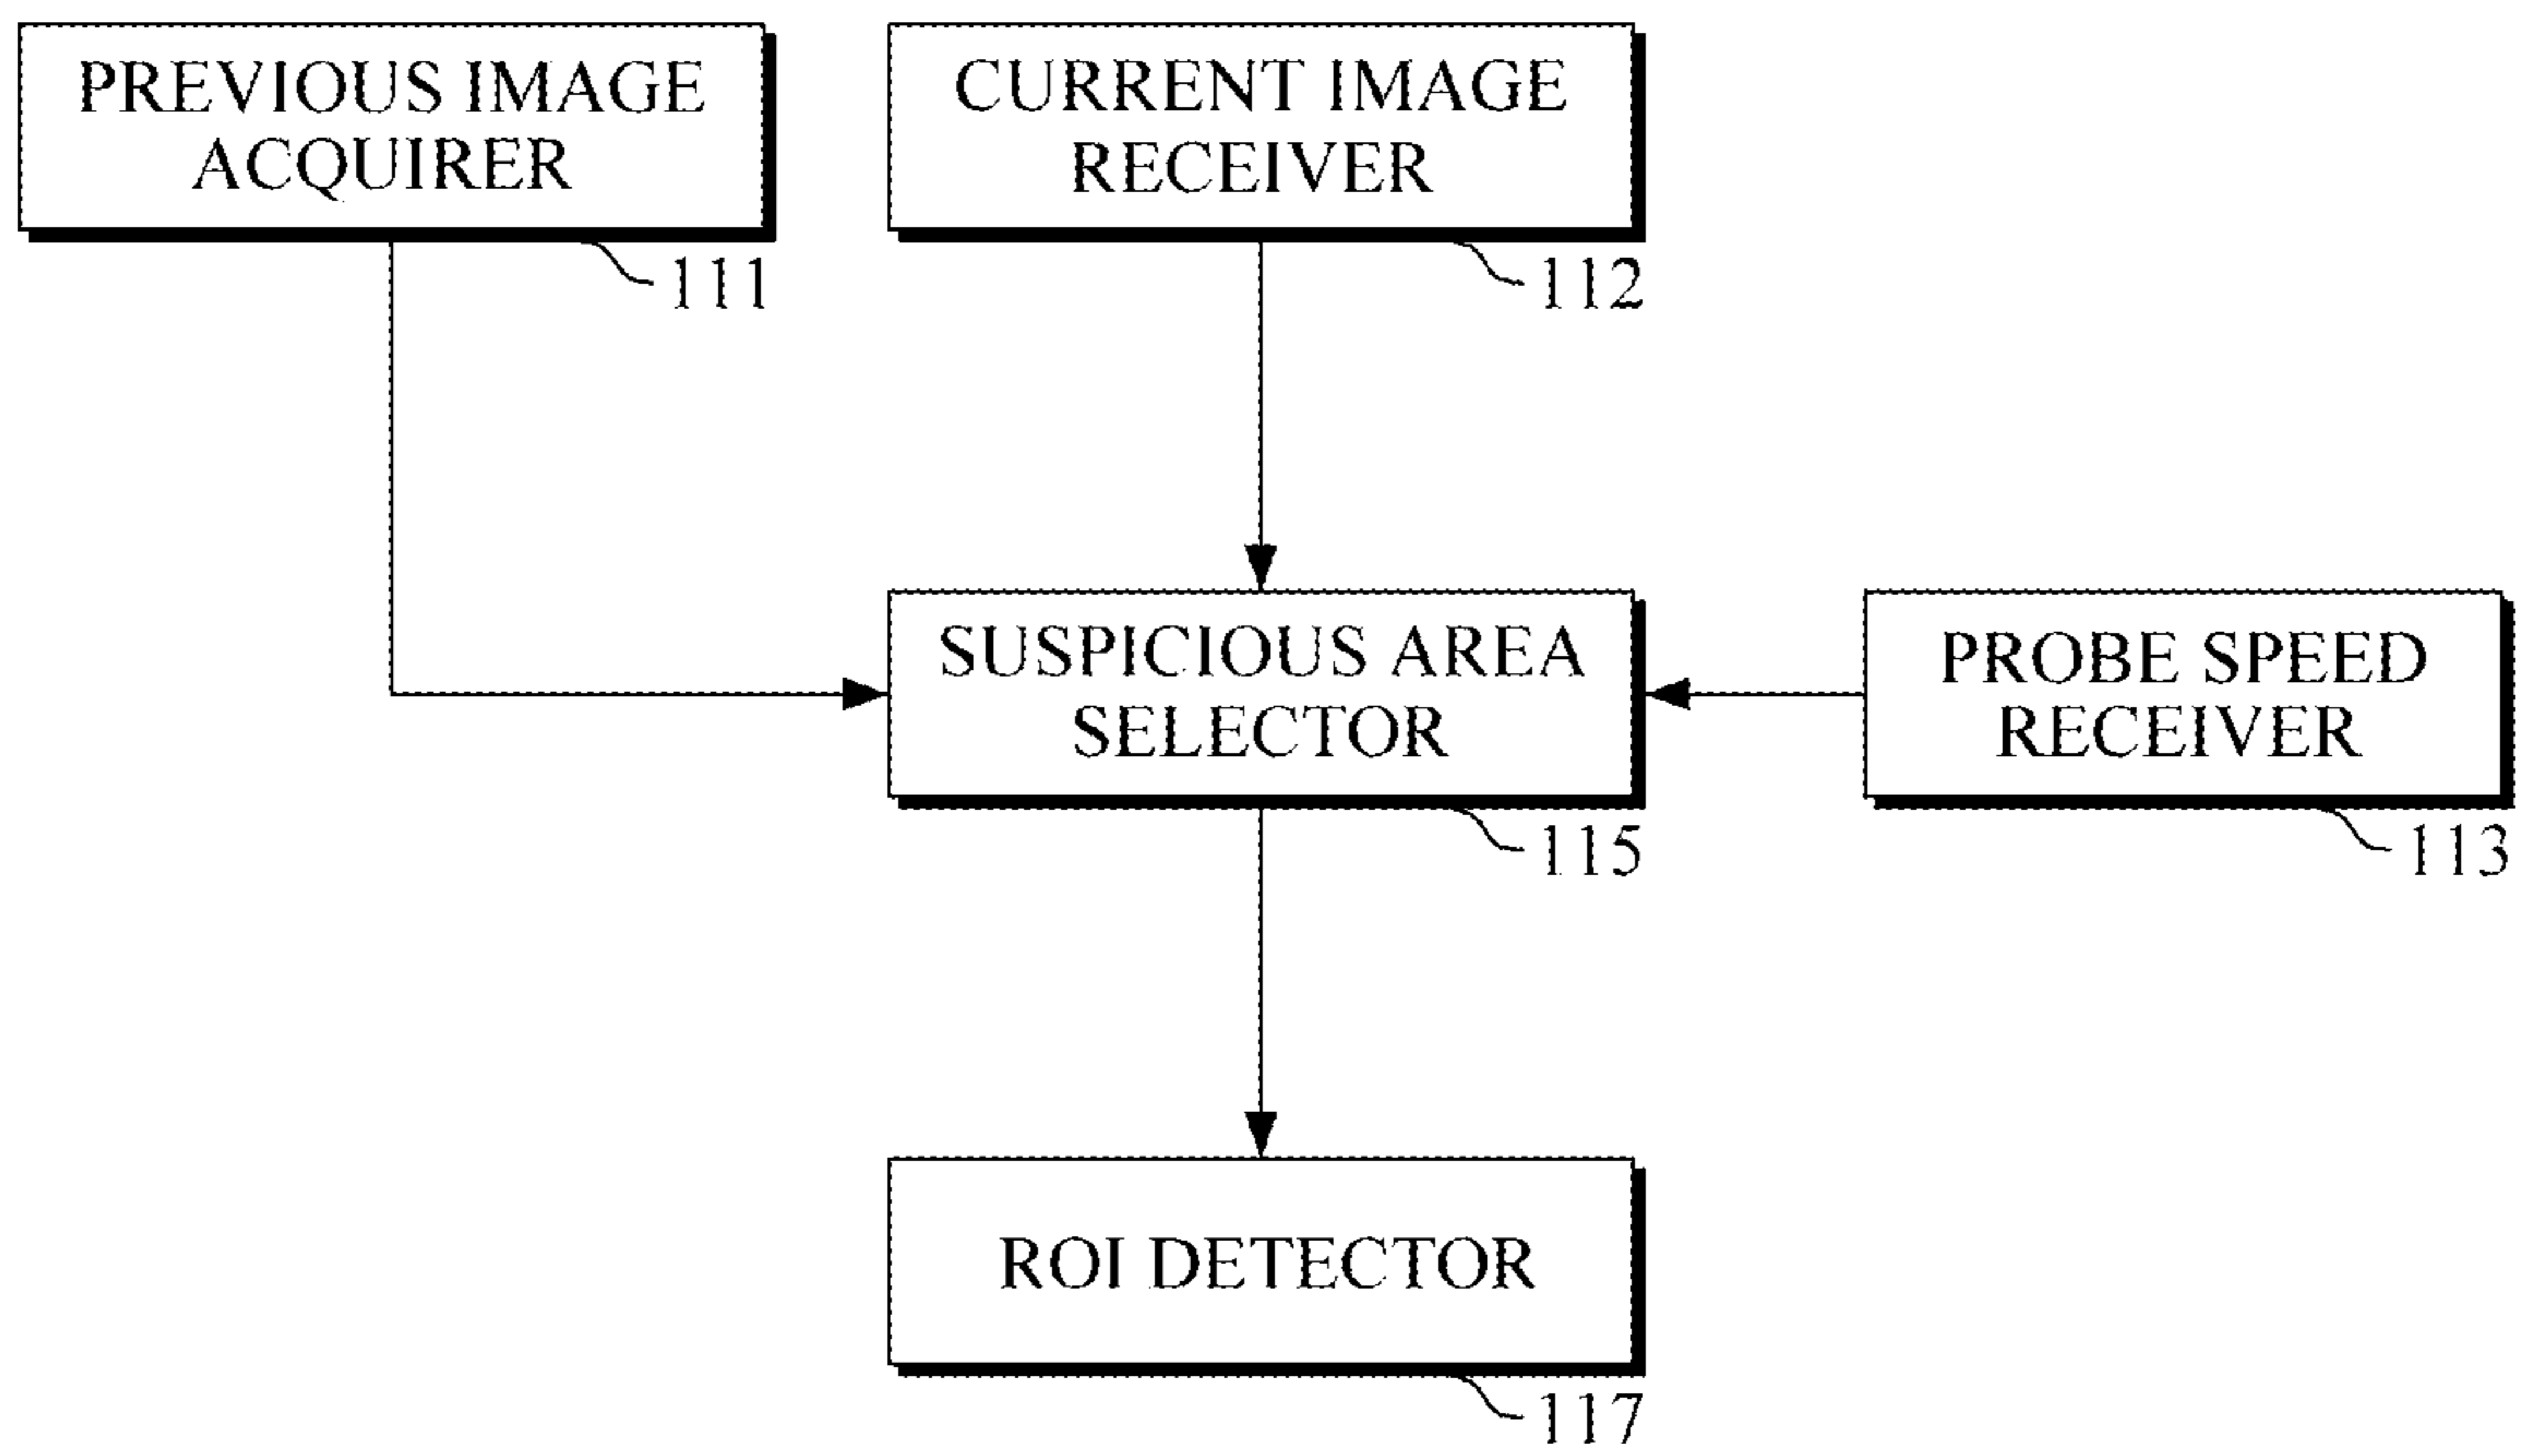 PREVIOUS IMAGE
ACQUIRER
111
CURRENT IMAGE
RECEIVER
112
SUSPICIOUS AREA
SELECTOR
115
PROBE SPEED
RECEIVER
113
ROI DETECTOR
117